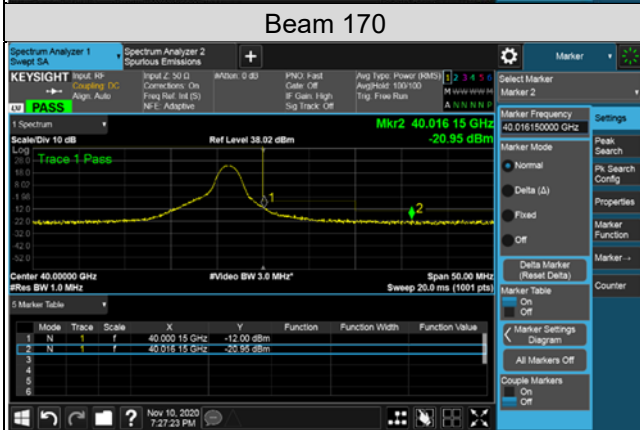 Beam 170
Spectrum Analyzer 1
Swept SA
Spectrum Analyzer 2
Spurious Emissions
+
Marker
KEYSIGHT
Input: RF
Coupling: DC
Align: Auto
Input Z: 50 Ω
Corrections: On
Freq Ref: Int (S)
NFE: Adaptive
#Atten: 0 dB
PNO: Fast
Gate: Off
IF Gain: High
Sig Track: Off
Avg Type: Power (RMS)
Avg|Hold: 100/100
Trig: Free Run
1 2 3 4 5 6
M W W W W M
A N N N N P
LXI PASS
Select Marker
Marker 2
1 Spectrum
Scale/Div 10 dB
Ref Level 38.02 dBm
Mkr2 40.016 15 GHz
-20.95 dBm
Log
Trace 1 Pass
28.0
18.0
8.02
-1.98
-12.0
-22.0
-32.0
-42.0
-52.0
1
2
Center 40.00000 GHz
#Res BW 1.0 MHz
#Video BW 3.0 MHz*
Span 50.00 MHz
Sweep 20.0 ms (1001 pts)
5 Marker Table
Mode Trace Scale X Y Function Function Width Function Value
1 N 1 f 40.000 15 GHz -12.00 dBm
2 N 1 f 40.016 15 GHz -20.95 dBm
3
4
5
6
Marker Frequency
40.016150000 GHz
Marker Mode
Normal
Delta (Δ)
Fixed
Off
Delta Marker
(Reset Delta)
Marker Table
On
Off
Marker Settings
Diagram
All Markers Off
Couple Markers
On
Off
Settings
Peak
Search
Pk Search
Config
Properties
Marker
Function
Marker→
Counter
?
Nov 10, 2020
7:27:23 PM